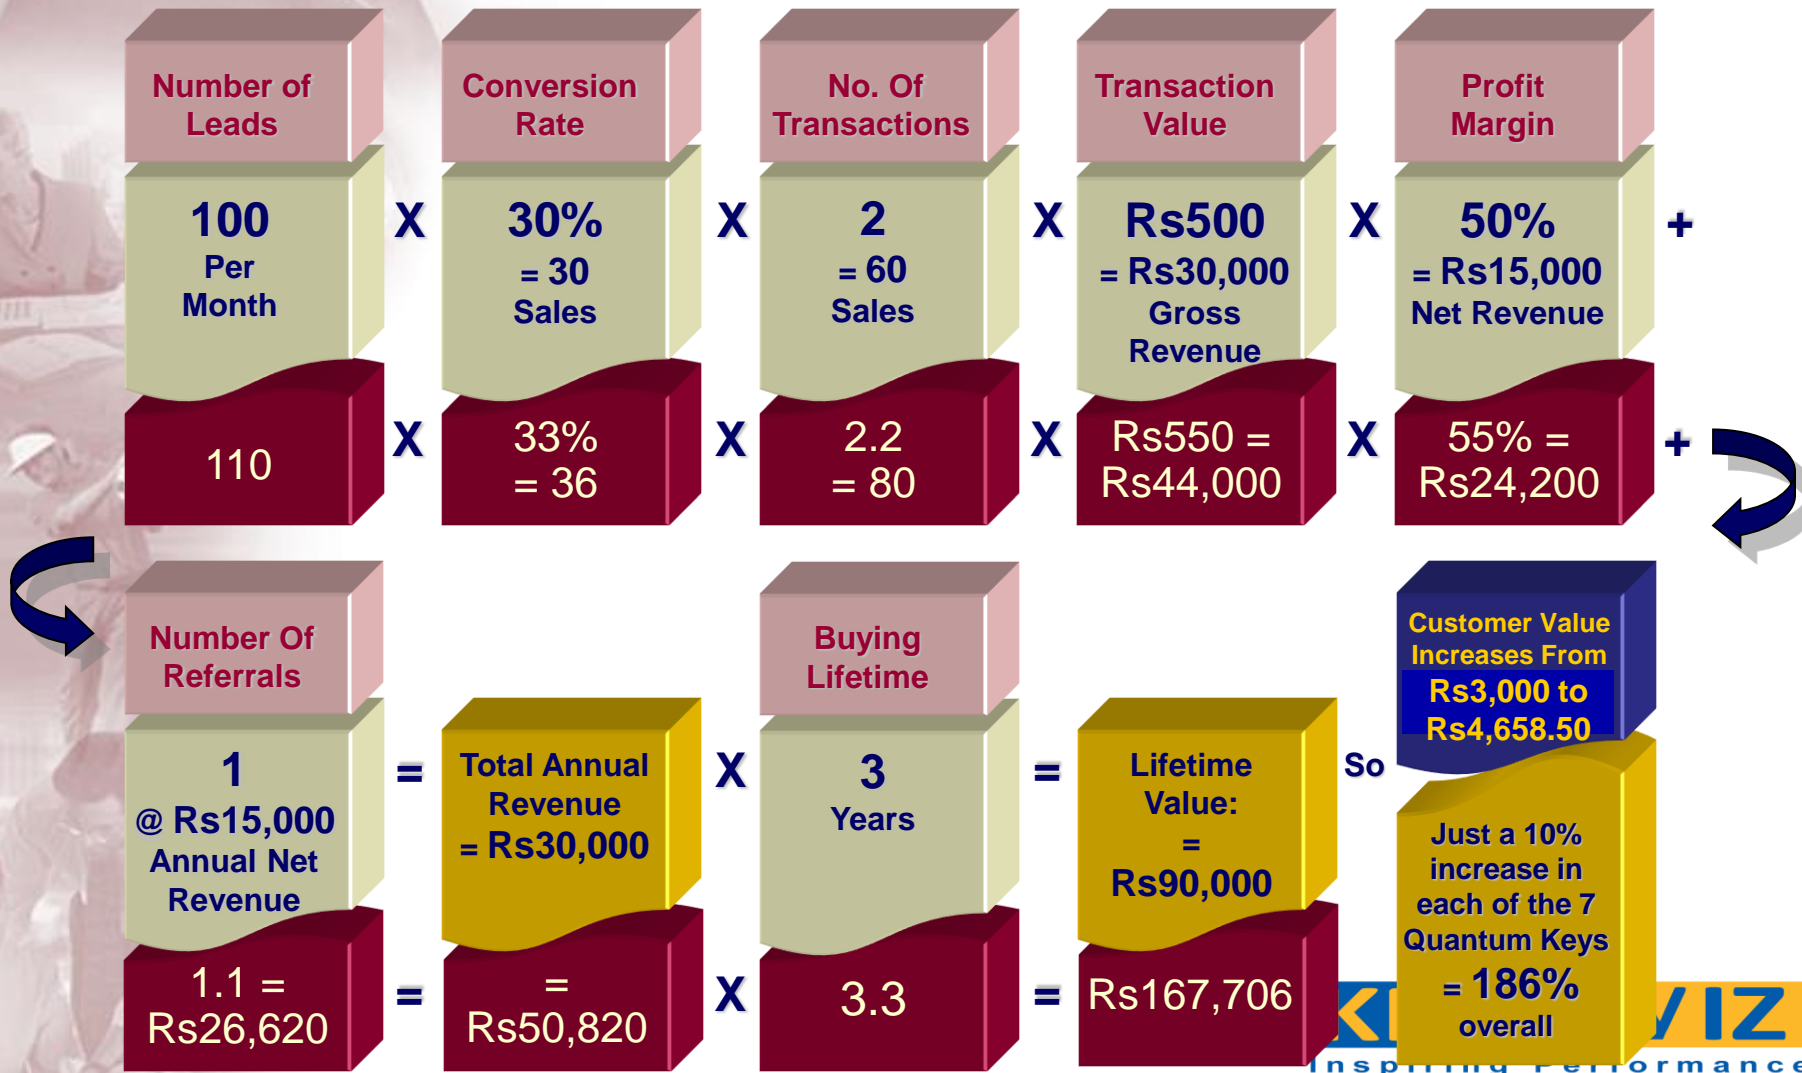 Number of
Leads
Conversion
Rate
No. Of
Transactions
Transaction
Value
Profit
Margin
100
Per
Month
X
30%
= 30
Sales
X
2
= 60
Sales
X
Rs500
= Rs30,000
Gross
Revenue
X
50%
= Rs15,000
Net Revenue
+
110
X
33%
= 36
X
2.2
= 80
X
Rs550 =
Rs44,000
X
55% =
Rs24,200
+
Number Of
Referrals
1
@ Rs15,000
Annual Net
Revenue
=
Total Annual
Revenue
= Rs30,000
X
Buying
Lifetime
3
Years
=
Lifetime
Value:
=
Rs90,000
So
Customer Value
Increases From
Rs3,000 to
Rs4,658.50
1.1 =
Rs26,620
=
=
Rs50,820
X
3.3
=
Rs167,706
Just a 10%
increase in
each of the 7
Quantum Keys
= 186%
overall
VIZ
Inspiring Performance